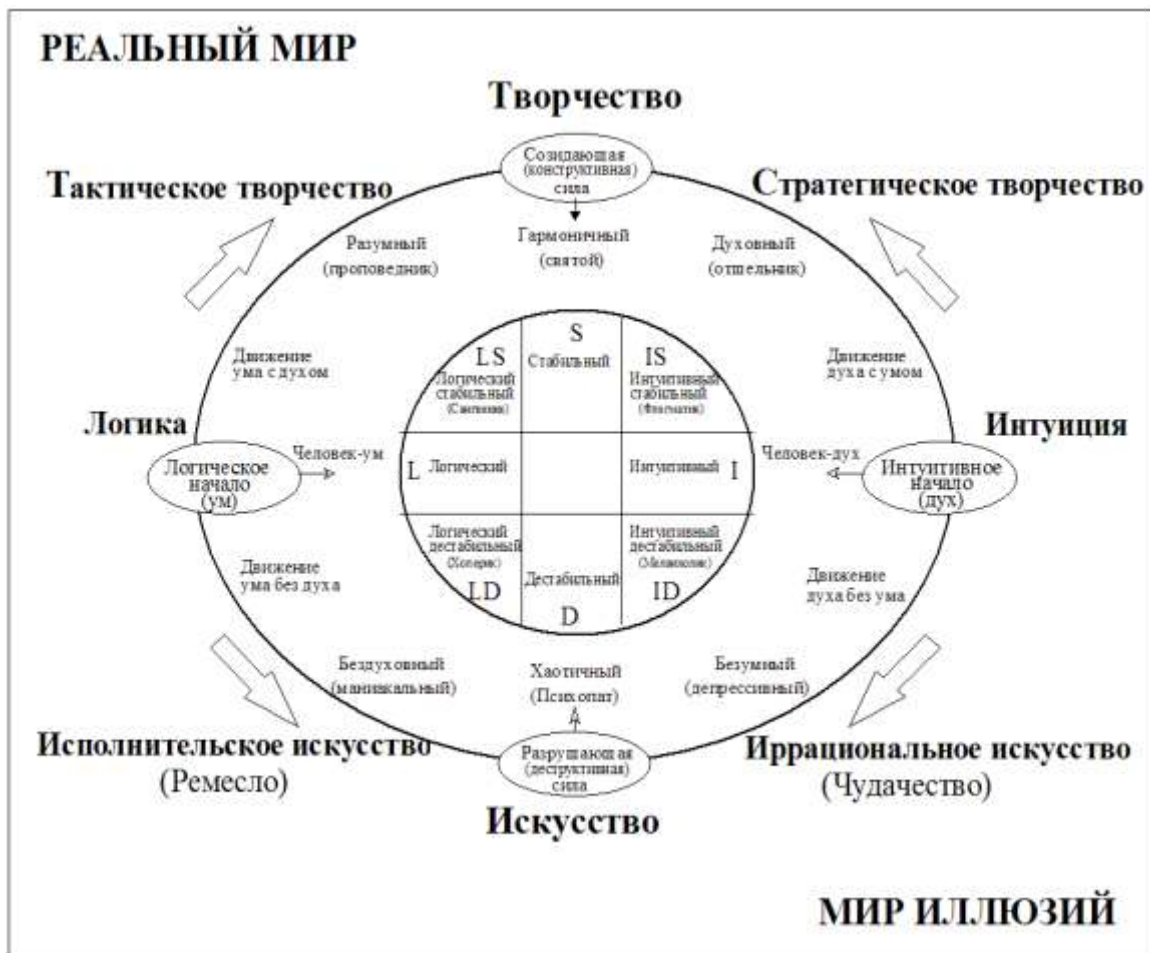 РЕАЛЬНЫЙ МИР
Творчество
Созидающая
(конструктивная)
сила
Тактическое творчество
Стратегическое творчество
Разумный
(проповедник)
Гармоничный
(святой)
Духовный
(отшельник)
S
LS
Стабильный
IS
Движение
ума с духом
Логический
стабильный
(Сангвиник)
Интуитивный
стабильный
(Флегматик)
Движение
духа с умом
Логика
Интуиция
Человек-ум
Человек-дух
Логическое
начало
(ум)
L
Логический
Интуитивный
I
Интуитивное
начало
(дух)
Логический
дестабильный
(Холерик)
Интуитивный
дестабильный
(Меланхолик)
Движение
ума без духа
Движение
духа без ума
LD
Дестабильный
ID
D
Бездуховный
(маниакальный)
Хаотичный
(Психопат)
Безумный
(депрессивный)
Исполнительское искусство
(Ремесло)
Разрушающая
(деструктивная)
сила
Иррациональное искусство
(Чудачество)
Искусство
МИР ИЛЛЮЗИЙ